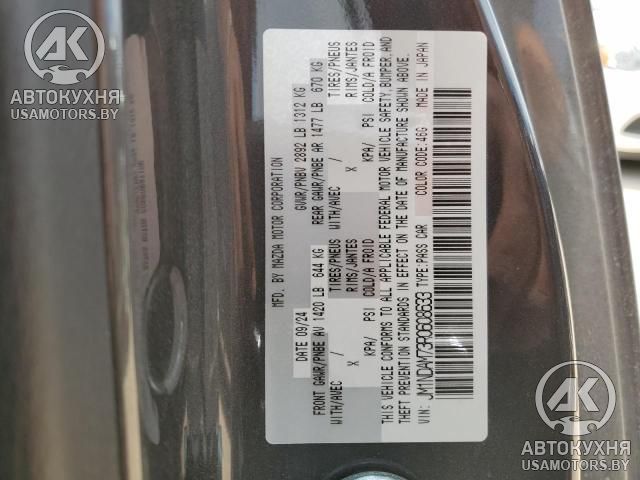 АВТОКУХНЯ
USAMOTORS.BY
MFD. BY MAZDA MOTOR CORPORATION
DATE 09/24 GVWR/PNBV 2892 LB 1312 KG
FRONT GAWR/PNBE AV 1420 LB 644 KG REAR GAWR/PNBE AR 1477 LB 670 KG
WITH/AVEC / TIRES/PNEUS WITH/AVEC / TIRES/PNEUS
X RIMS/JANTES X RIMS/JANTES
KPA/ PSI COLD/A FROID KPA/ PSI COLD/A FROID
THIS VEHICLE CONFORMS TO ALL APPLICABLE FEDERAL MOTOR VEHICLE SAFETY,BUMPER,AND
THEFT PREVENTION STANDARDS IN EFFECT ON THE DATE OF MANUFACTURE SHOWN ABOVE.
VIN: JM1NDAM73R0608633 TYPE:PASS CAR COLOR CODE:46G MADE IN JAPAN
АВТОКУХНЯ
USAMOTORS.BY